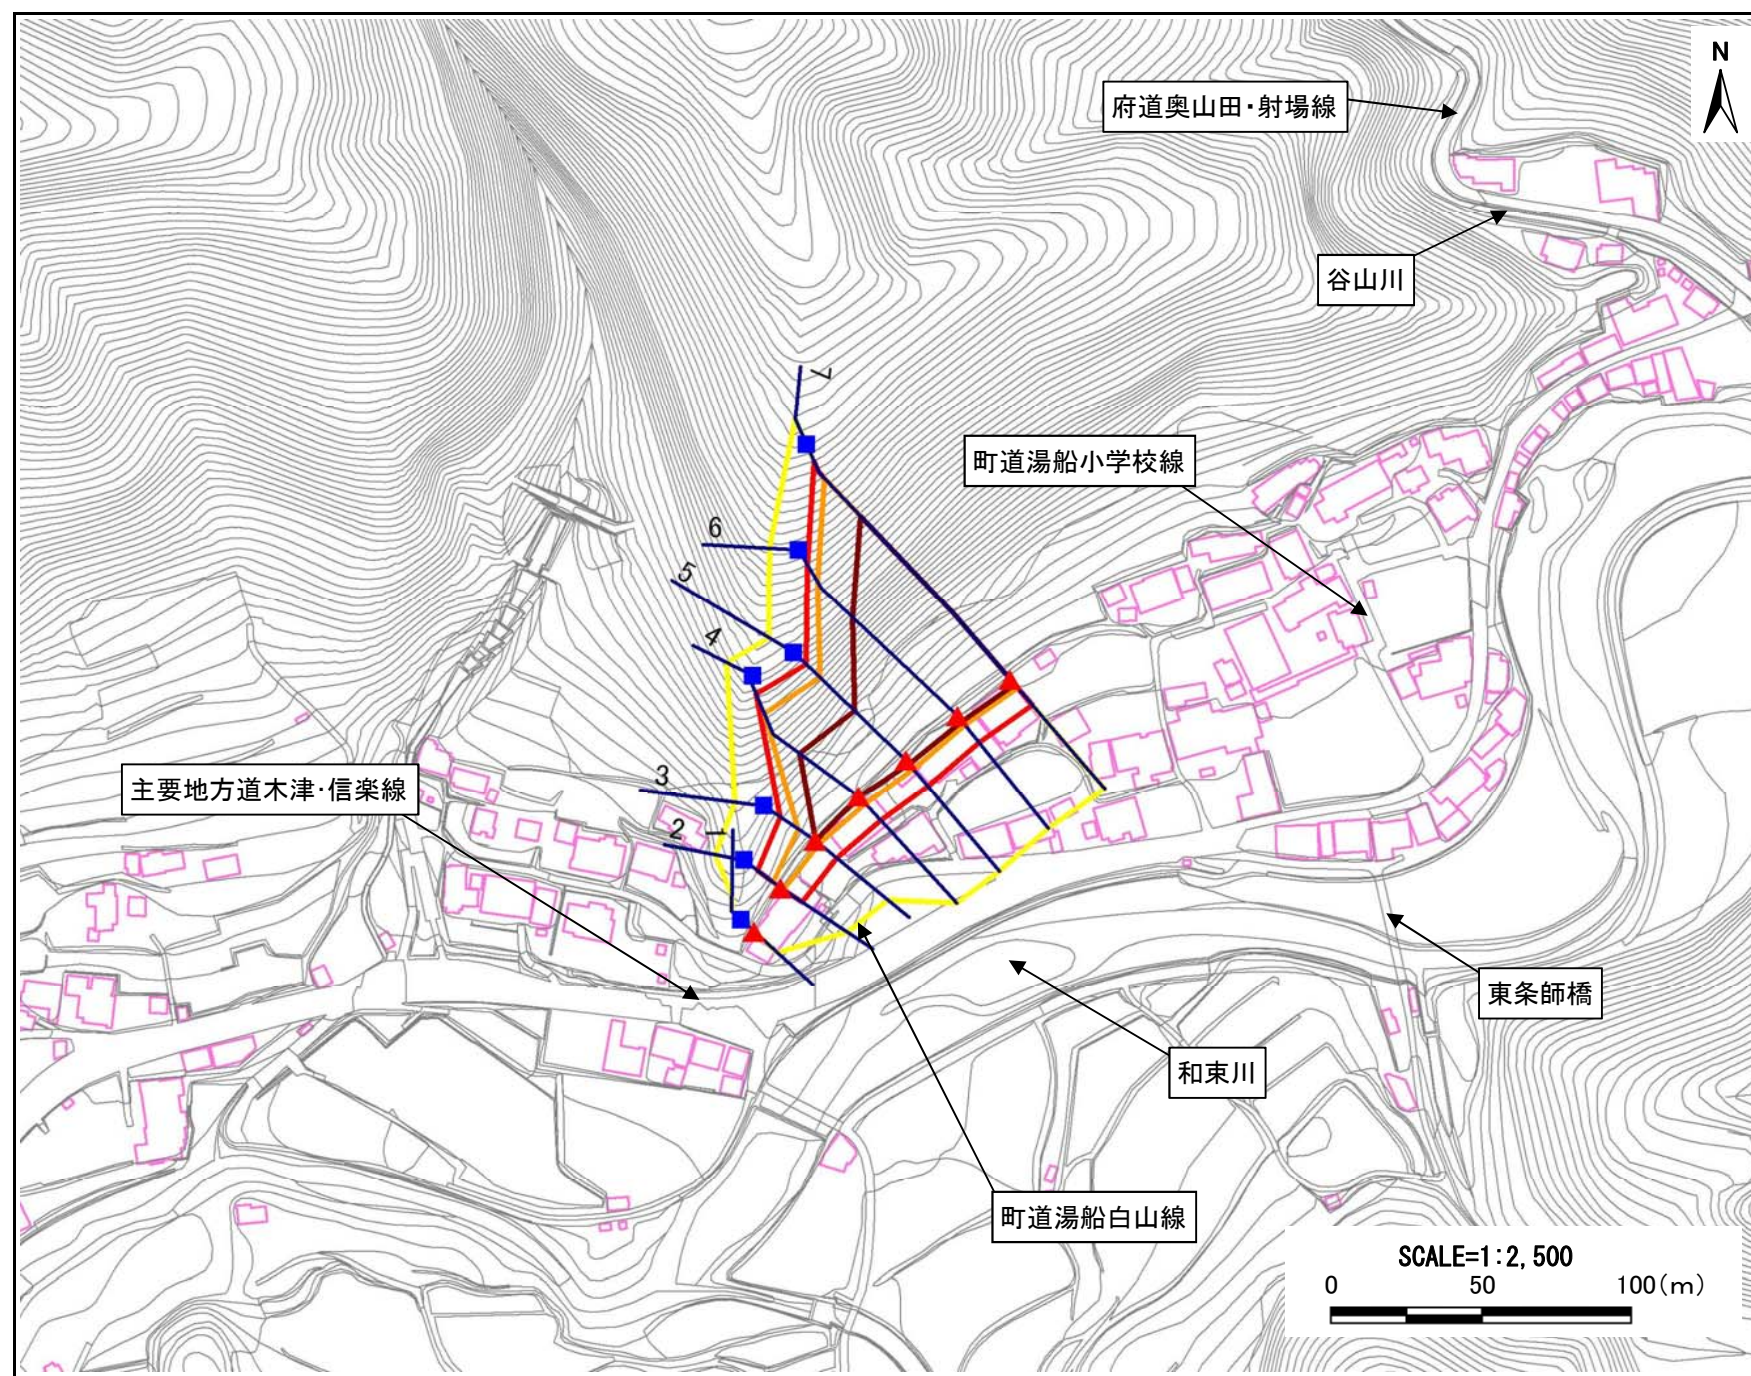 N
府道奥山田・射場線
谷山川
町道湯船小学校線
7
6
5
4
3
2
1
主要地方道木津・信楽線
東条師橋
和束川
町道湯船白山線
SCALE=1:2,500
0 50 100(m)